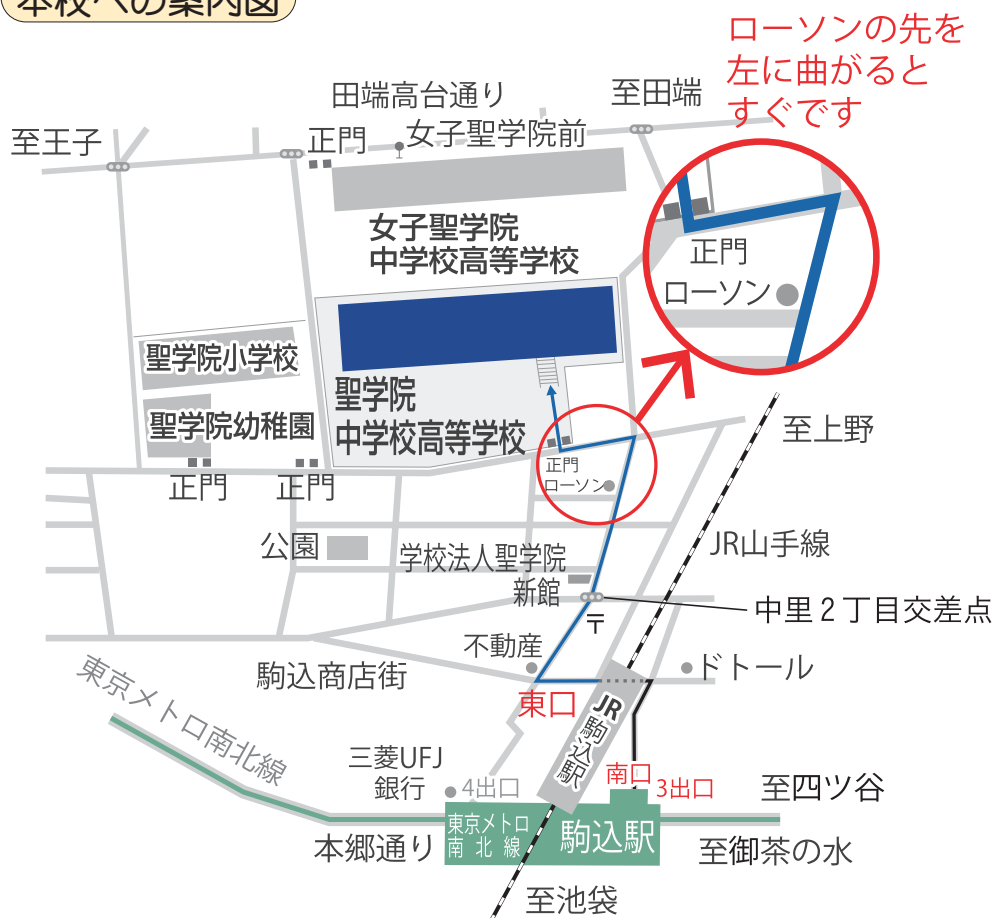 本校への案内図
ローソンの先を
左に曲がると
すぐです
田端高台通り
至田端
至王子
正門
女子聖学院前
女子聖学院
中学校高等学校
正門
ローソン
聖学院小学校
聖学院
中学校高等学校
聖学院幼稚園
至上野
正門
正門
正門
ローソン
公園
学校法人聖学院
新館
JR山手線
中里2丁目交差点
〒
不動産
駒込商店街
ドトール
東口
JR
駒込駅
東京メトロ南北線
三菱UFJ
銀行
4出口
南口
3出口
至四ツ谷
東京メトロ
南北線
駒込駅
本郷通り
至御茶の水
至池袋